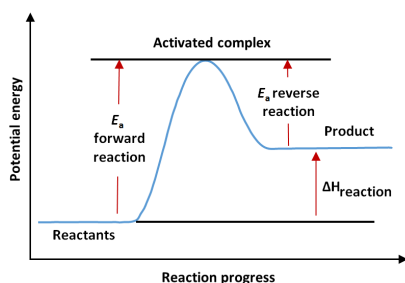 Activated complex
Potential energy
Ea
forward
reaction
Ea reverse
reaction
Product
ΔHreaction
Reactants
Reaction progress